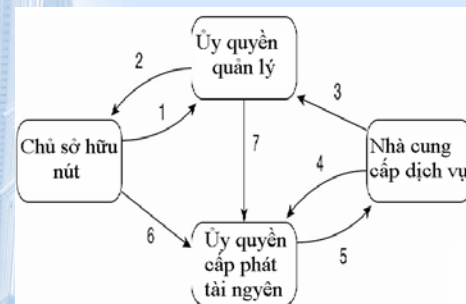 Ủy quyền
quản lý
2
1
3
Chủ sở hữu
nút
7
Nhà cung
cấp dịch vụ
4
6
5
Ủy quyền
cấp phát
tài ngyên